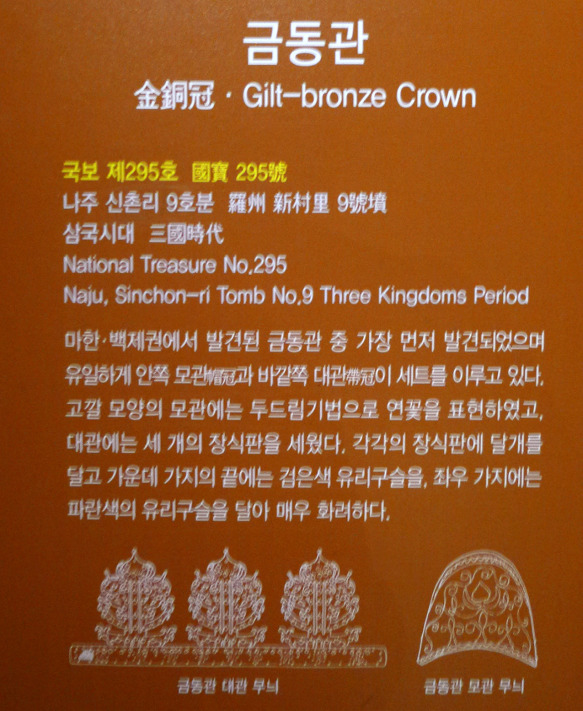 금동관
金銅冠 · Gilt-bronze Crown
국보 제295호 國寶 295號
나주 신촌리 9호분 羅州 新村里 9號墳
삼국시대 三國時代
National Treasure No.295
Naju, Sinchon-ri Tomb No.9 Three Kingdoms Period
마한·백제권에서 발견된 금동관 중 가장 먼저 발견되었으며
유일하게 안쪽 모관帽冠과 바깥쪽 대관帶冠이 세트를 이루고 있다.
고깔 모양의 모관에는 두드림기법으로 연꽃을 표현하였고,
대관에는 세 개의 장식판을 세웠다. 각각의 장식판에 달개를
달고 가운데 가지의 끝에는 검은색 유리구슬을, 좌우 가지에는
파란색의 유리구슬을 달아 매우 화려하다.
금동관 대관 무늬
금동관 모관 무늬